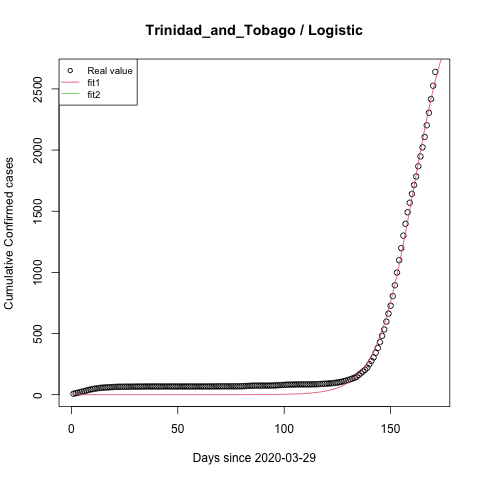 Trinidad_and_Tobago / Logistic
Real value
fit1
fit2
Cumulative Confirmed cases
2500
2000
1500
1000
500
0
0 50 100 150
Days since 2020-03-29